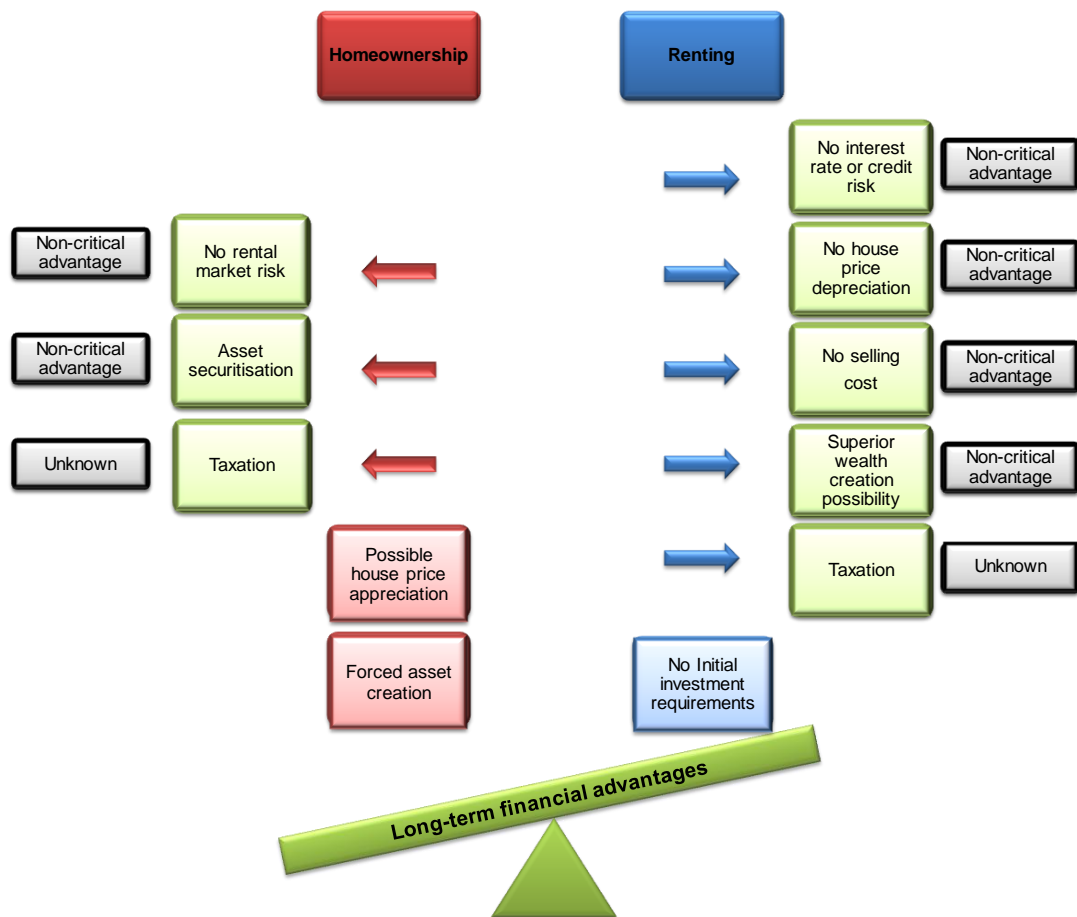 Homeownership
Renting
No interest
rate or credit
risk
Non-critical
advantage
Non-critical
advantage
No rental
market risk
No house
price
depreciation
Non-critical
advantage
Non-critical
advantage
Asset
securitisation
No selling
cost
Non-critical
advantage
Unknown
Taxation
Superior
wealth
creation
possibility
Non-critical
advantage
Possible
house price
appreciation
Taxation
Unknown
Forced asset
creation
No Initial
investment
requirements
Long-term financial advantages